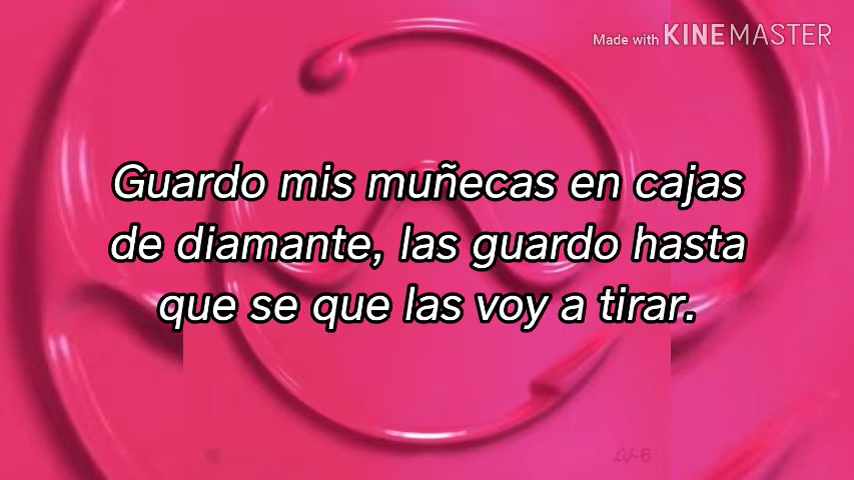 Made with KINEMASTER
Guardo mis muñecas en cajas
de diamante, las guardo hasta
que se que las voy a tirar.